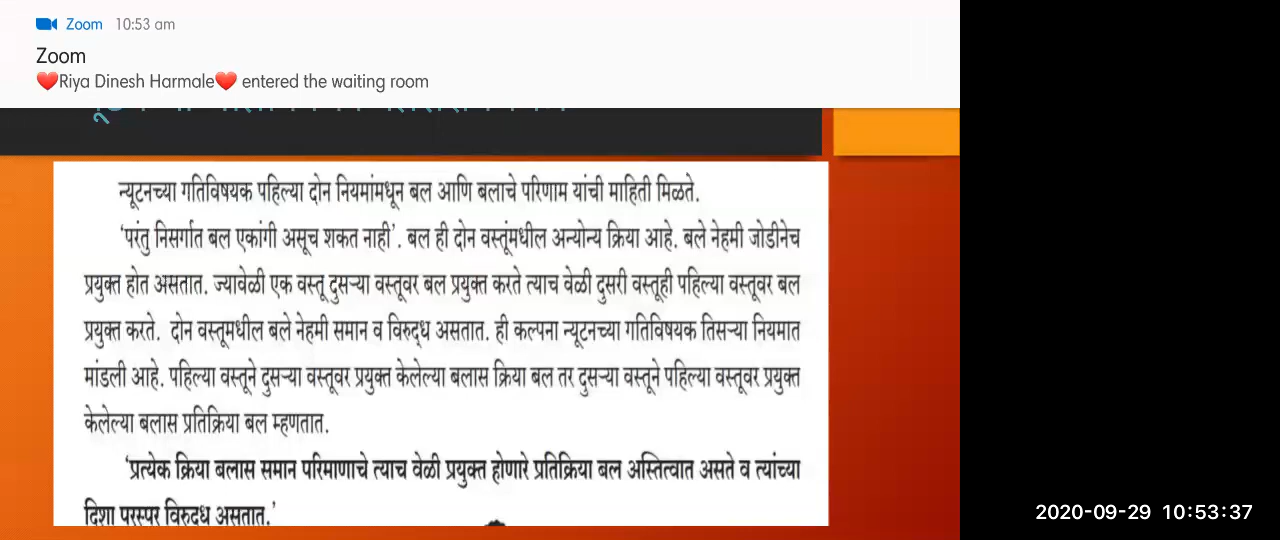 Zoom 10:53 am
Zoom
❤️Riya Dinesh Harmale❤️ entered the waiting room
न्यूटनच्या गतिविषयक पहिल्या दोन नियमांमधून बल आणि बलाचे परिणाम यांची माहिती मिळते.
‘परंतु निसर्गात बल एकांगी असूच शकत नाही’. बल ही दोन वस्तूंमधील अन्योन्य क्रिया आहे. बले नेहमी जोडीनेच
प्रयुक्त होत असतात. ज्यावेळी एक वस्तू दुसऱ्या वस्तूवर बल प्रयुक्त करते त्याच वेळी दुसरी वस्तूही पहिल्या वस्तूवर बल
प्रयुक्त करते. दोन वस्तूमधील बले नेहमी समान व विरुद्ध असतात. ही कल्पना न्यूटनच्या गतिविषयक तिसऱ्या नियमात
मांडली आहे. पहिल्या वस्तूने दुसऱ्या वस्तूवर प्रयुक्त केलेल्या बलास क्रिया बल तर दुसऱ्या वस्तूने पहिल्या वस्तूवर प्रयुक्त
केलेल्या बलास प्रतिक्रिया बल म्हणतात.
‘प्रत्येक क्रिया बलास समान परिमाणाचे त्याच वेळी प्रयुक्त होणारे प्रतिक्रिया बल अस्तित्वात असते व त्यांच्या
दिशा परस्पर विरुद्ध असतात.’
2020-09-29 10:53:37